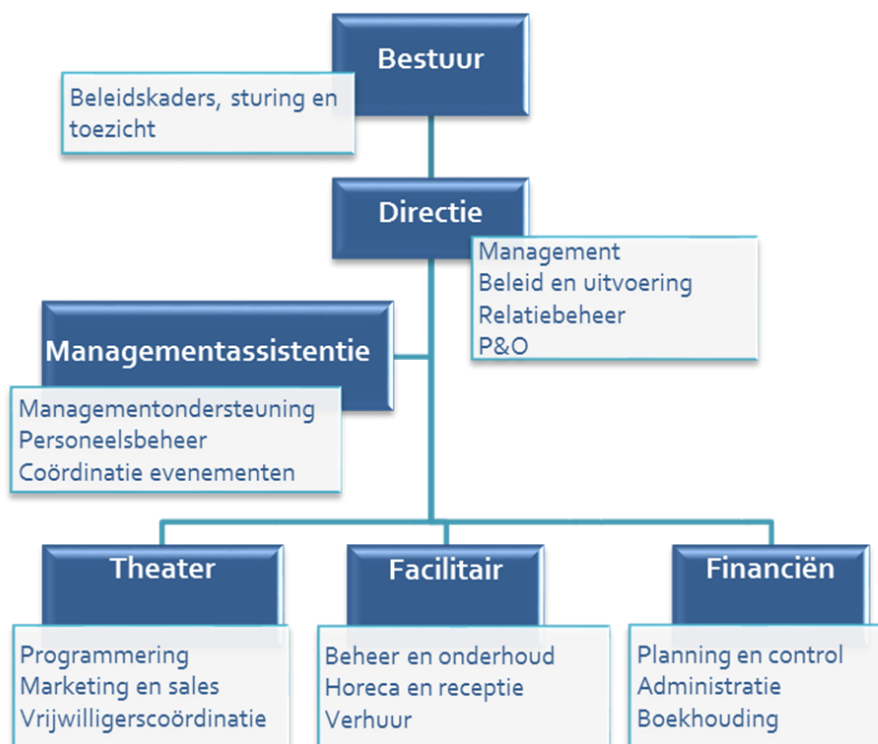 Bestuur
Beleidskaders, sturing en
toezicht
Directie
Management
Beleid en uitvoering
Relatiebeheer
P&O
Managementassistentie
Managementondersteuning
Personeelsbeheer
Coördinatie evenementen
Theater
Programmering
Marketing en sales
Vrijwilligerscoördinatie
Facilitair
Beheer en onderhoud
Horeca en receptie
Verhuur
Financiën
Planning en control
Administratie
Boekhouding